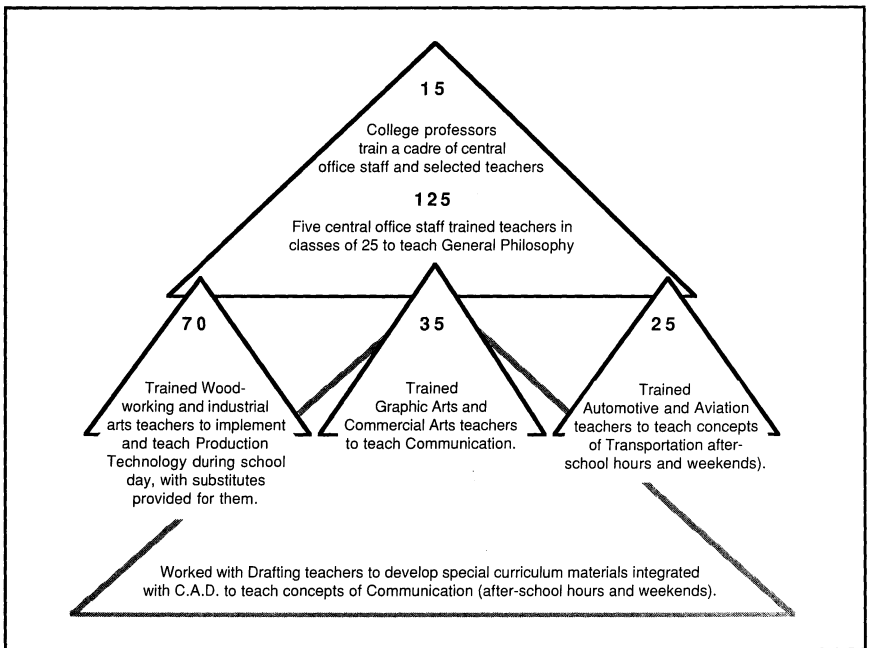 15
College professors
train a cadre of central
office staff and selected teachers
125
Five central office staff trained teachers in
classes of 25 to teach General Philosophy
70
Trained Wood-
working and industrial
arts teachers to implement
and teach Production
Technology during school
day, with substitutes
provided for them.
35
Trained
Graphic Arts and
Commercial Arts teachers
to teach Communication.
25
Trained
Automotive and Aviation
teachers to teach concepts
of Transportation after-
school hours and weekends).
Worked with Drafting teachers to develop special curriculum materials integrated
with C.A.D. to teach concepts of Communication (after-school hours and weekends).